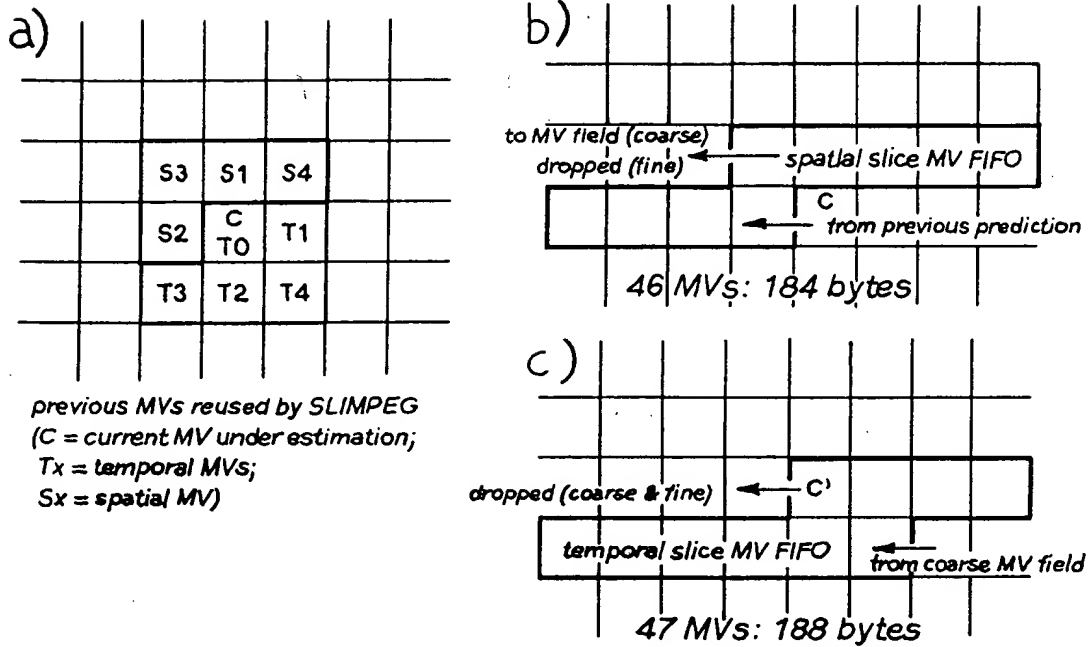 a)
S3 S1 S4
S2 C T0 T1
T3 T2 T4
previous MVs reused by SLIMPEG
(C = current MV under estimation;
Tx = temporal MVs;
Sx = spatial MV)
b)
to MV field (coarse)
dropped (fine)
spatial slice MV FIFO
C
from previous prediction
46 MVs: 184 bytes
c)
dropped (coarse & fine)
C'
temporal slice MV FIFO
from coarse MV field
47 MVs: 188 bytes